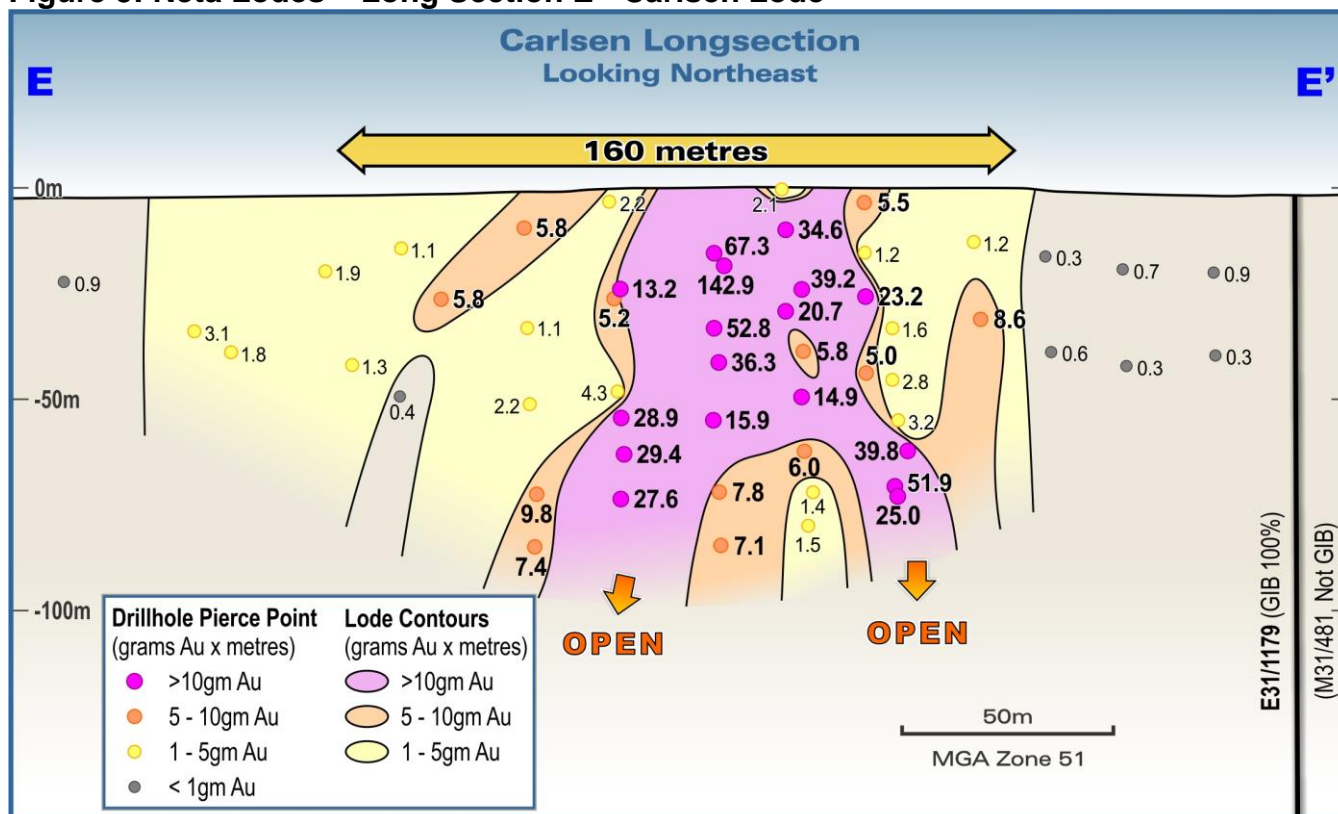 Carlsen Longsection
Looking Northeast
E
E'
160 metres
0m
-50m
-100m
0.9
3.1
1.8
1.9
1.1
1.3
0.4
5.8
5.8
1.1
2.2
2.2
13.2
5.2
4.3
28.9
29.4
27.6
9.8
7.4
2.1
34.6
67.3
142.9
39.2
20.7
52.8
36.3
5.8
14.9
15.9
6.0
7.8
7.1
1.4
1.5
5.5
1.2
23.2
1.6
5.0
2.8
3.2
39.8
51.9
25.0
1.2
8.6
0.3
0.7
0.9
0.6
0.3
0.3
OPEN
OPEN
Drillhole Pierce Point
(grams Au x metres)
>10gm Au
5 - 10gm Au
1 - 5gm Au
< 1gm Au
Lode Contours
(grams Au x metres)
>10gm Au
5 - 10gm Au
1 - 5gm Au
50m
MGA Zone 51
E31/1179 (GIB 100%)
(M31/481, Not GIB)